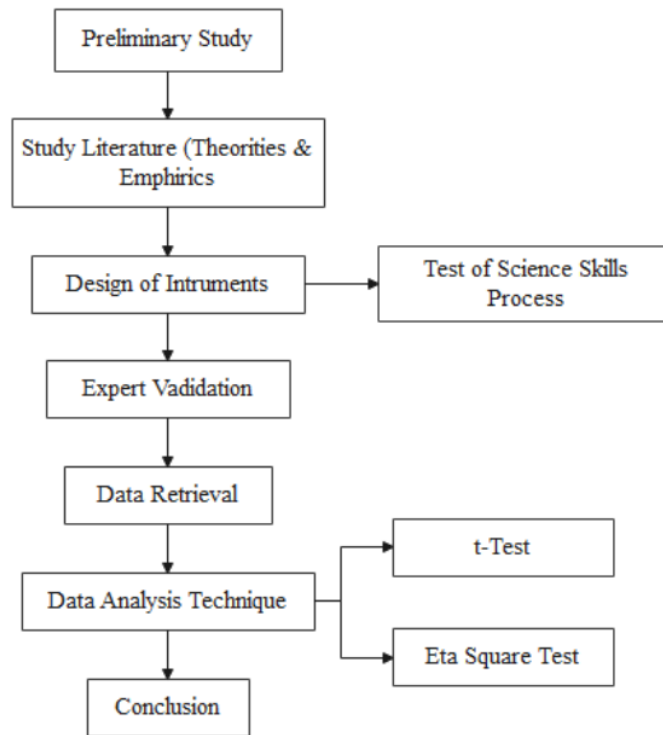 Preliminary Study
Study Literature (Theorities &
Emphirics
Design of Intruments
Test of Science Skills
Process
Expert Vadidation
Data Retrieval
t-Test
Data Analysis Technique
Eta Square Test
Conclusion